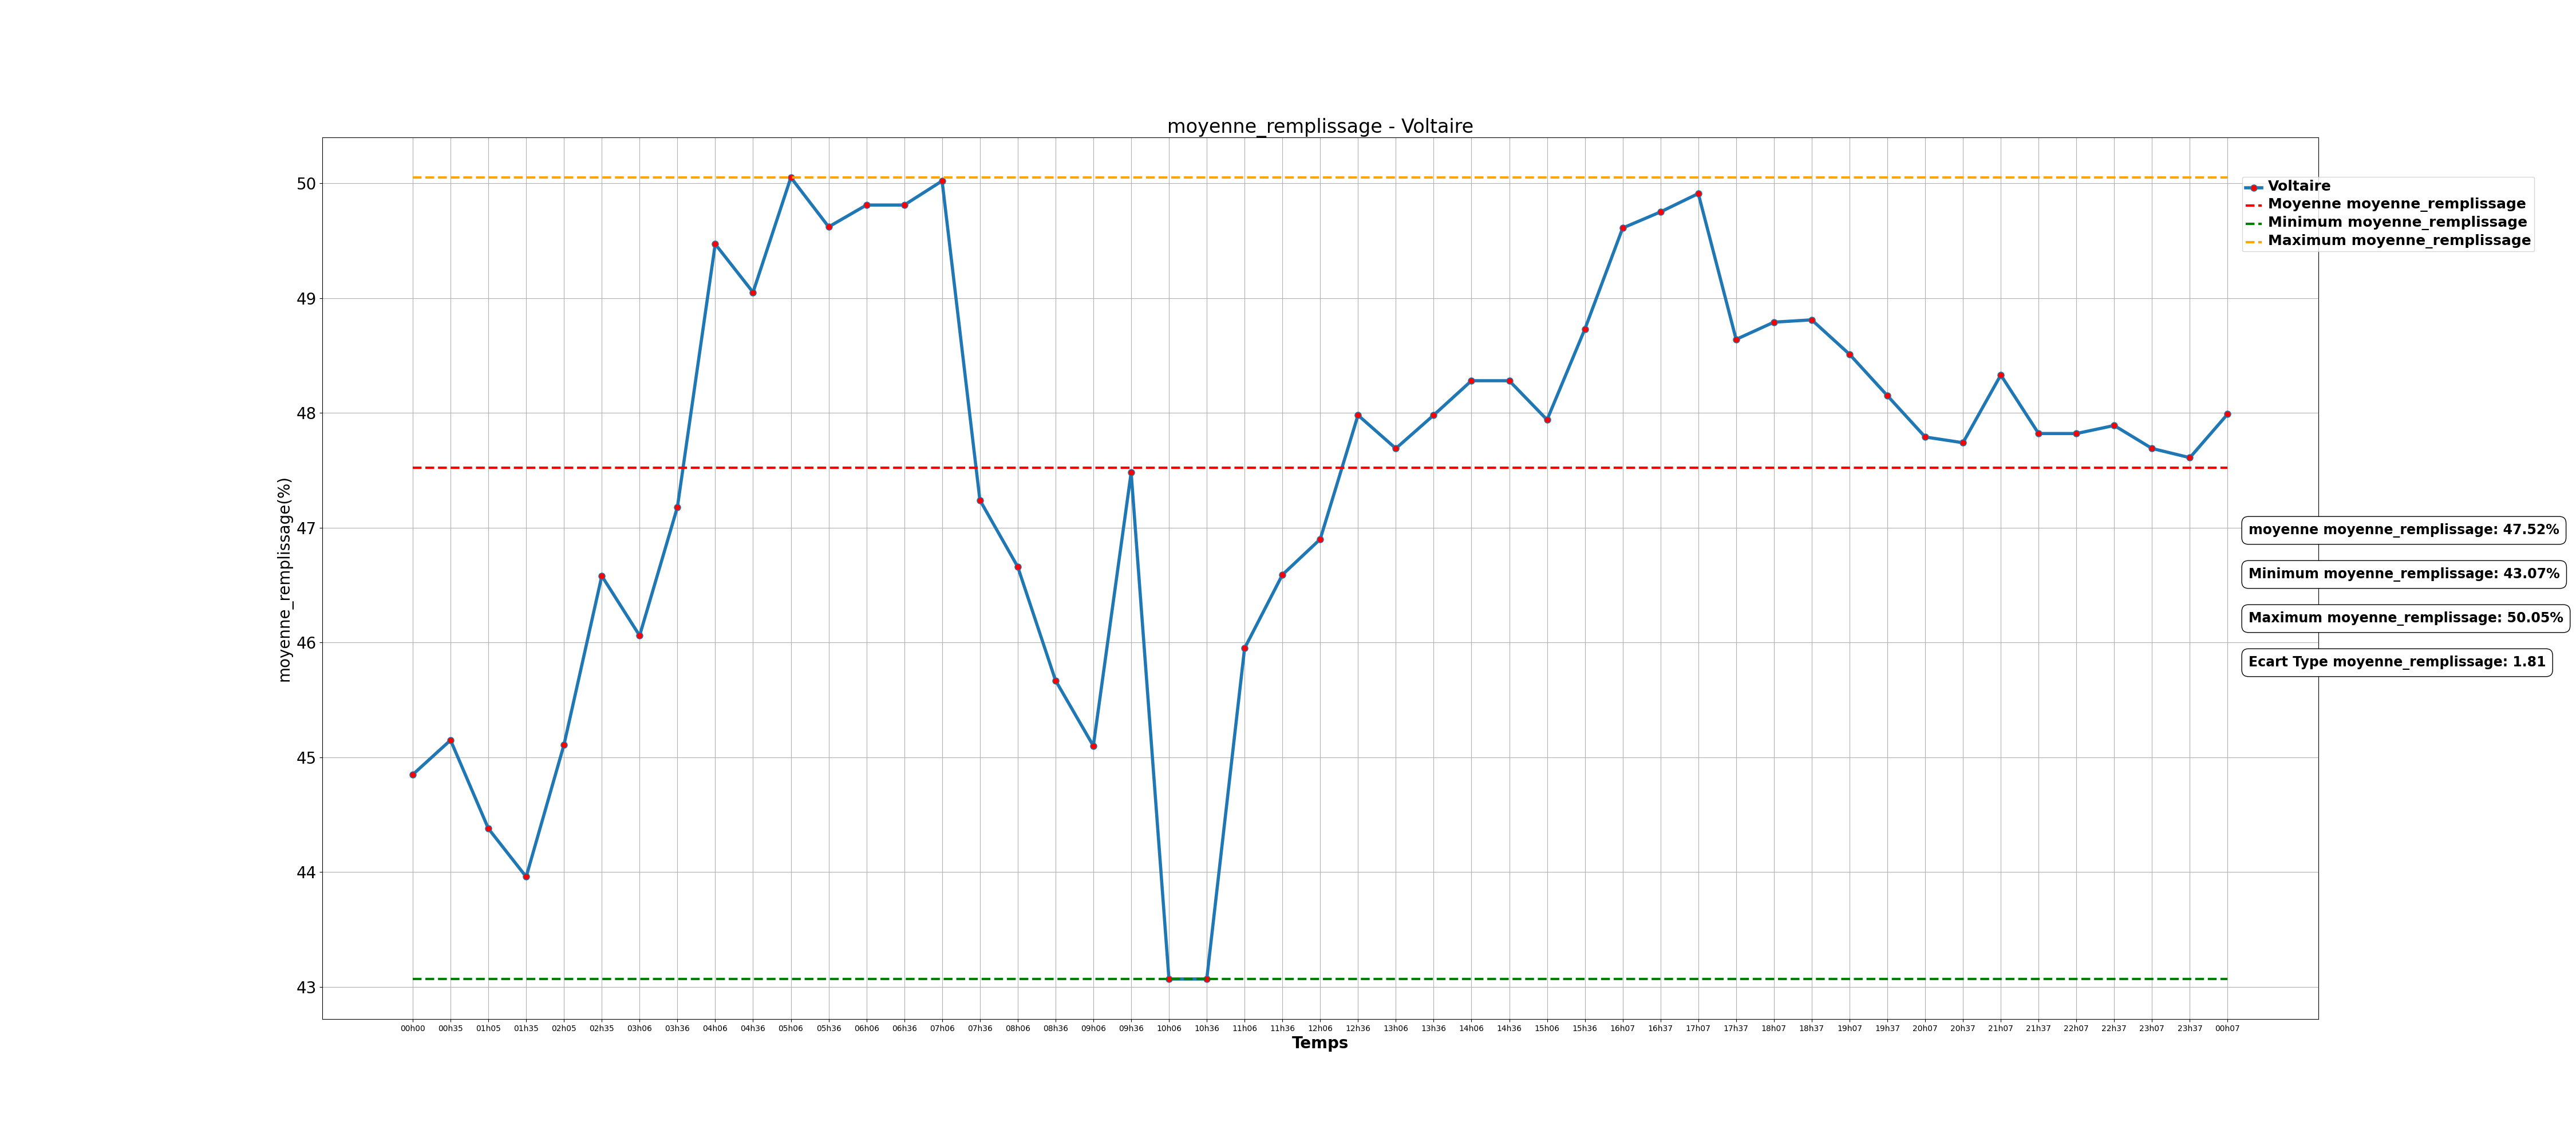 moyenne_remplissage - Voltaire
50
49
48
47
46
45
44
43
moyenne_remplissage(%)
Voltaire
Moyenne moyenne_remplissage
Minimum moyenne_remplissage
Maximum moyenne_remplissage
moyenne moyenne_remplissage: 47.52%
Minimum moyenne_remplissage: 43.07%
Maximum moyenne_remplissage: 50.05%
Ecart Type moyenne_remplissage: 1.81
00h00 00h35 01h05 01h35 02h05 02h35 03h06 03h36 04h06 04h36 05h06 05h36 06h06 06h36 07h06 07h36 08h06 08h36 09h06 09h36 10h06 10h36 11h06 11h36 12h06 12h36 13h06 13h36 14h06 14h36 15h06 15h36 16h07 16h37 17h07 17h37 18h07 18h37 19h07 19h37 20h07 20h37 21h07 21h37 22h07 22h37 23h07 23h37 00h07
Temps